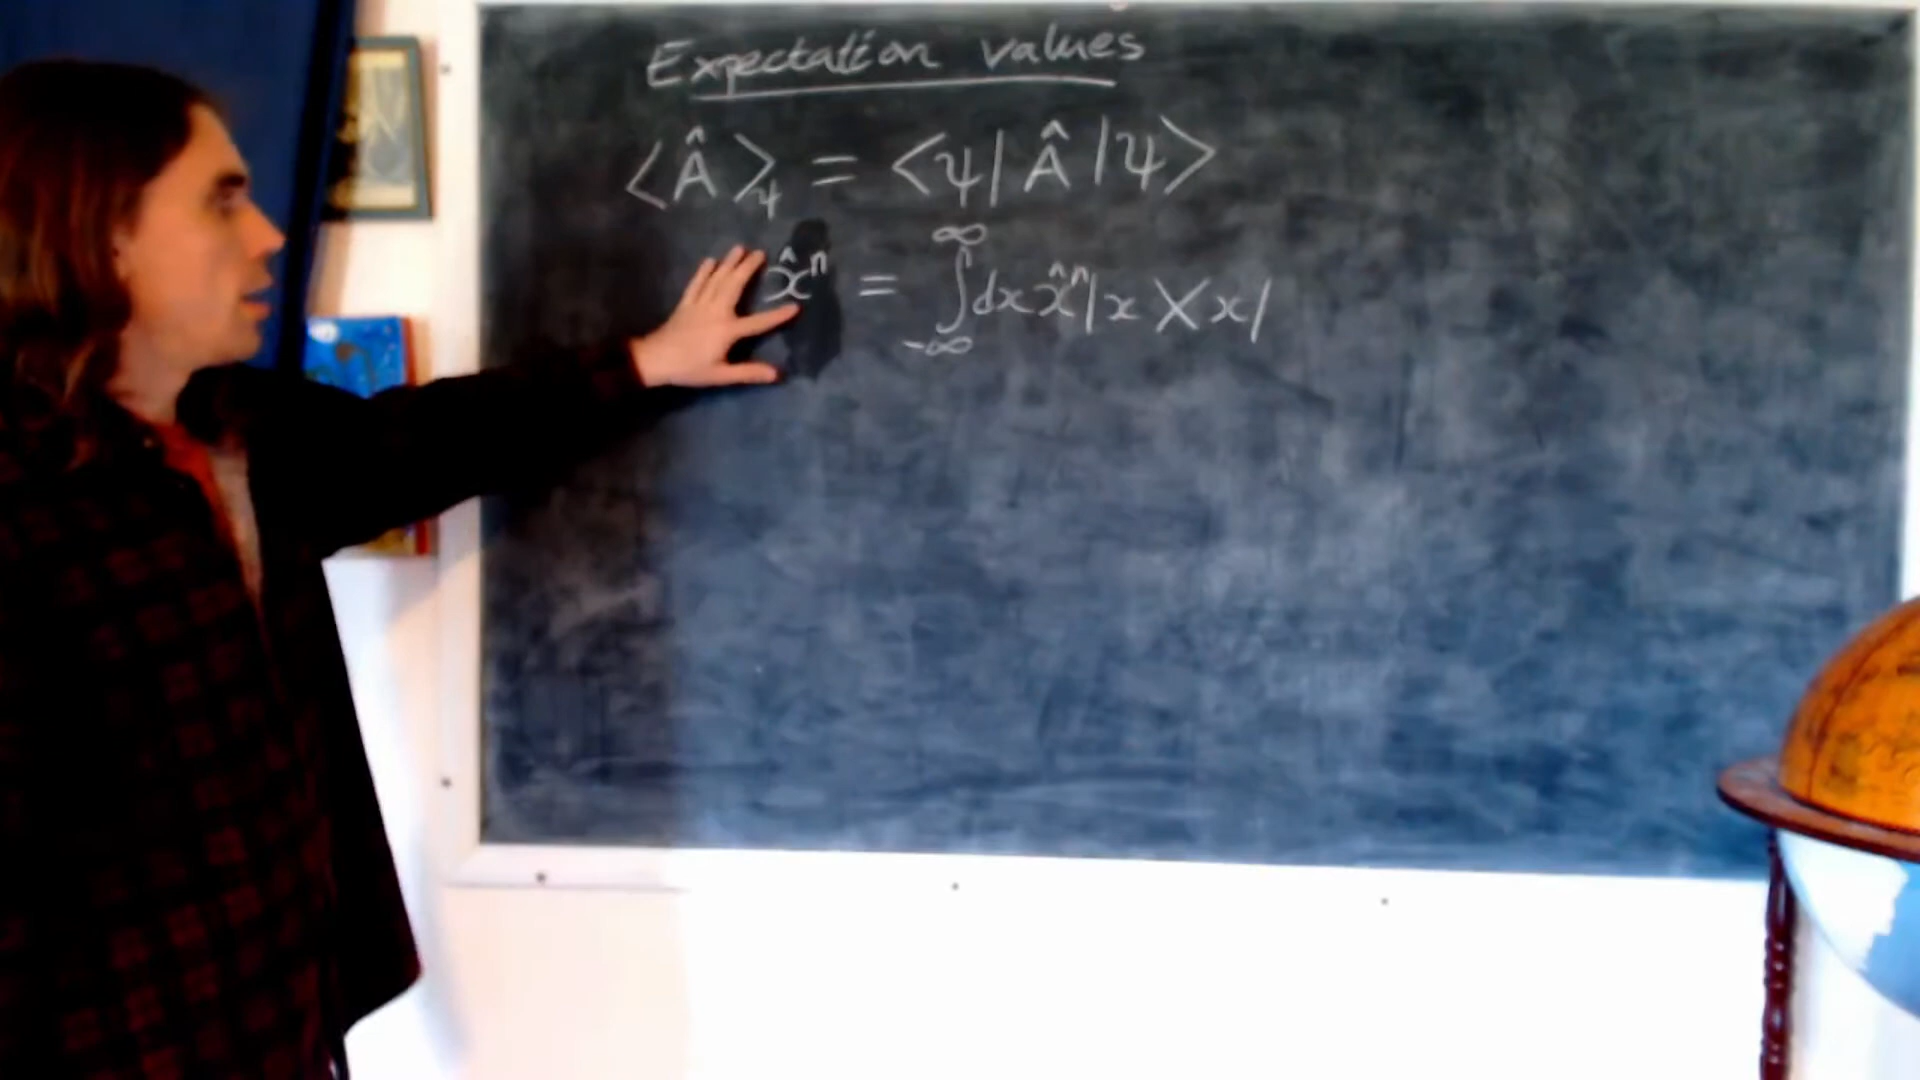 Expectation values
⟨Â⟩_ψ = ⟨ψ|Â|ψ⟩
x̂ⁿ = ∫_{-∞}^{∞} dx x̂ⁿ|x⟩⟨x|